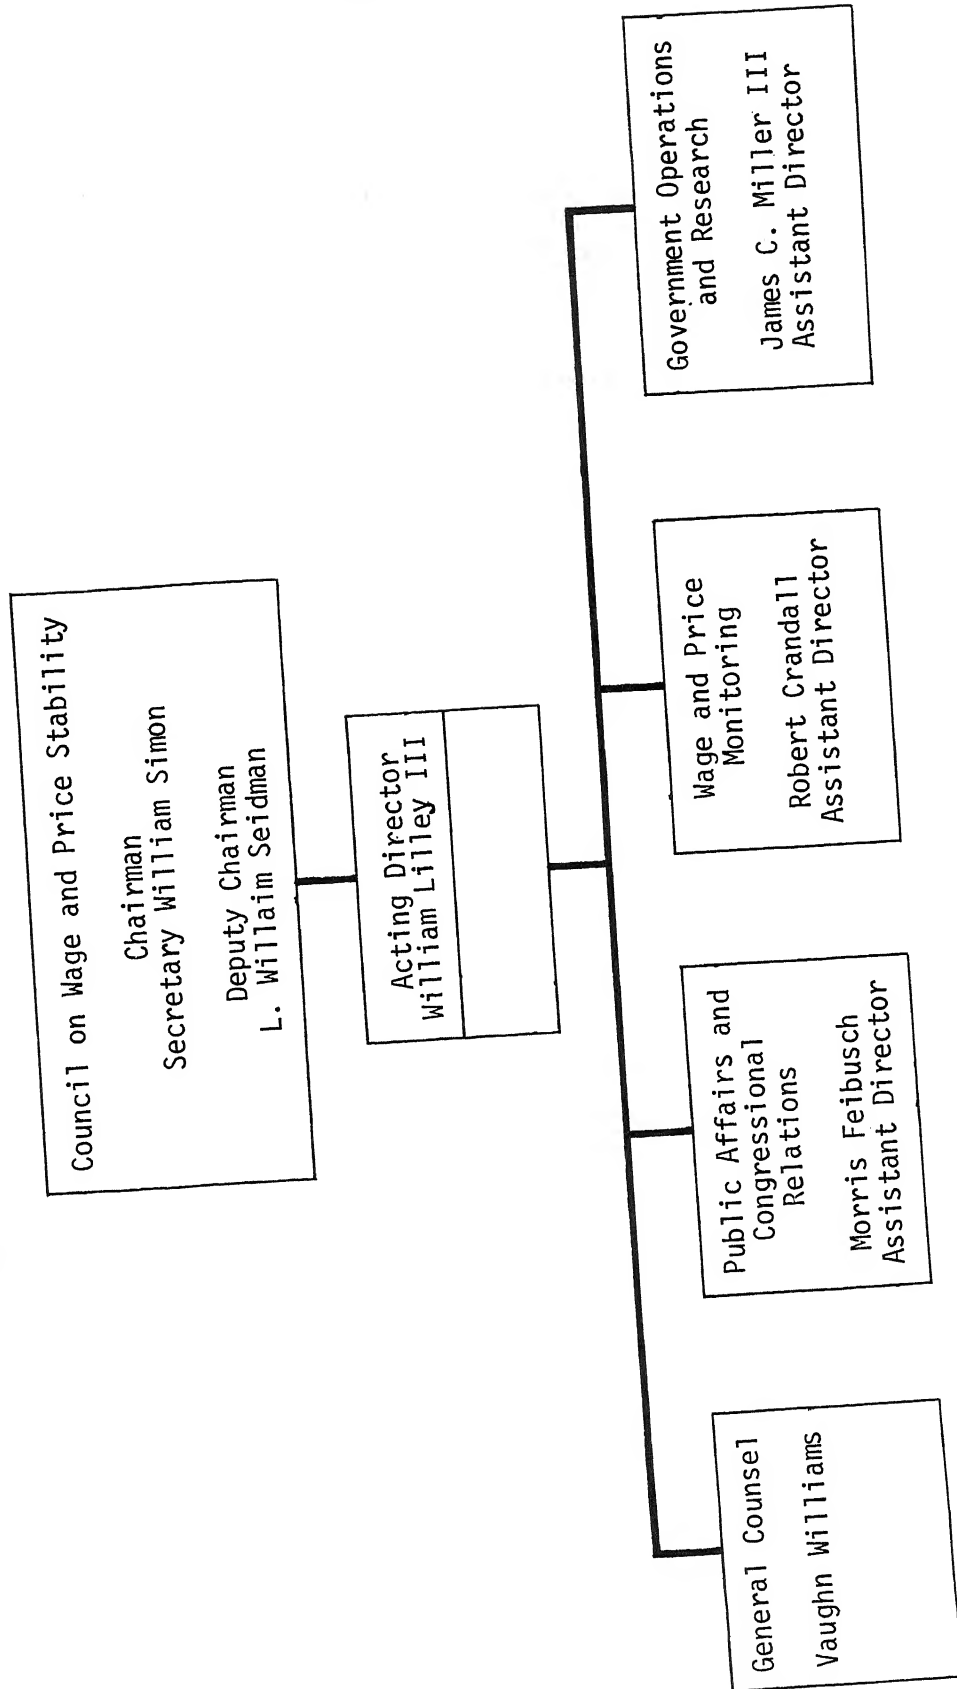 Council on Wage and Price Stability
Chairman
Secretary William Simon
Deputy Chairman
L. Willaim Seidman
Acting Director
William Lilley III
General Counsel
Vaughn Williams
Public Affairs and
Congressional
Relations
Morris Feibusch
Assistant Director
Wage and Price
Monitoring
Robert Crandall
Assistant Director
Government Operations
and Research
James C. Miller III
Assistant Director